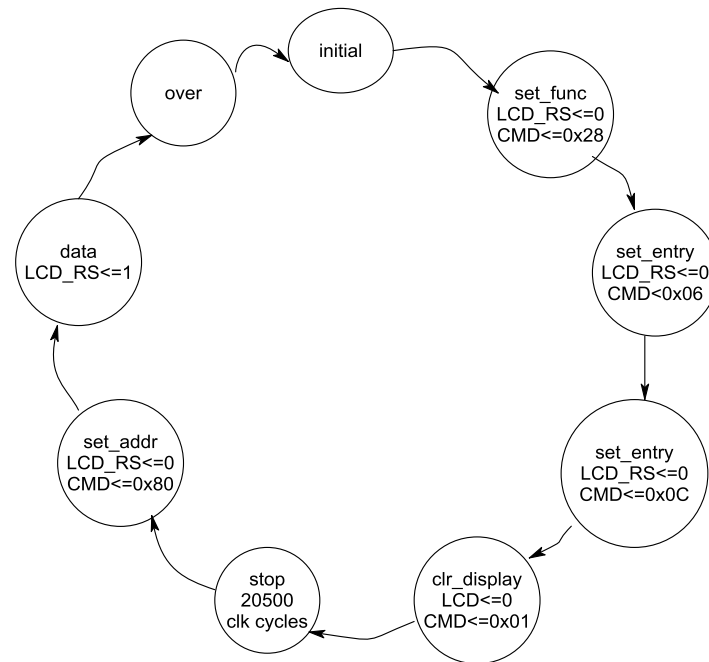 initial
set_func
LCD_RS<=0
CMD<=0x28
set_entry
LCD_RS<=0
CMD<0x06
set_entry
LCD_RS<=0
CMD<=0x0C
clr_display
LCD<=0
CMD<=0x01
stop
20500
clk cycles
set_addr
LCD_RS<=0
CMD<=0x80
data
LCD_RS<=1
over